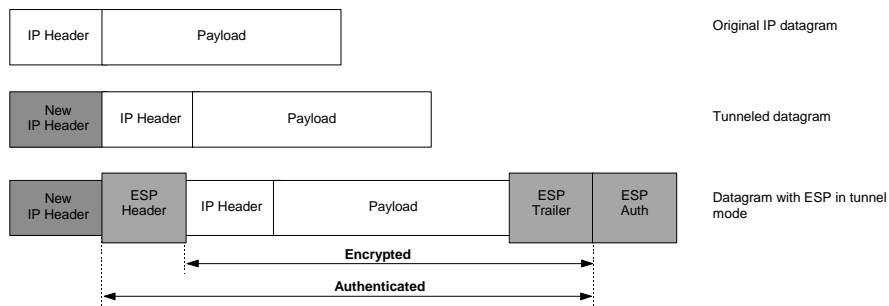 IP Header
Payload
Original IP datagram
New
IP Header
IP Header
Payload
Tunneled datagram
New
IP Header
ESP
Header
IP Header
Payload
ESP
Trailer
ESP
Auth
Datagram with ESP in tunnel
mode
Encrypted
Authenticated